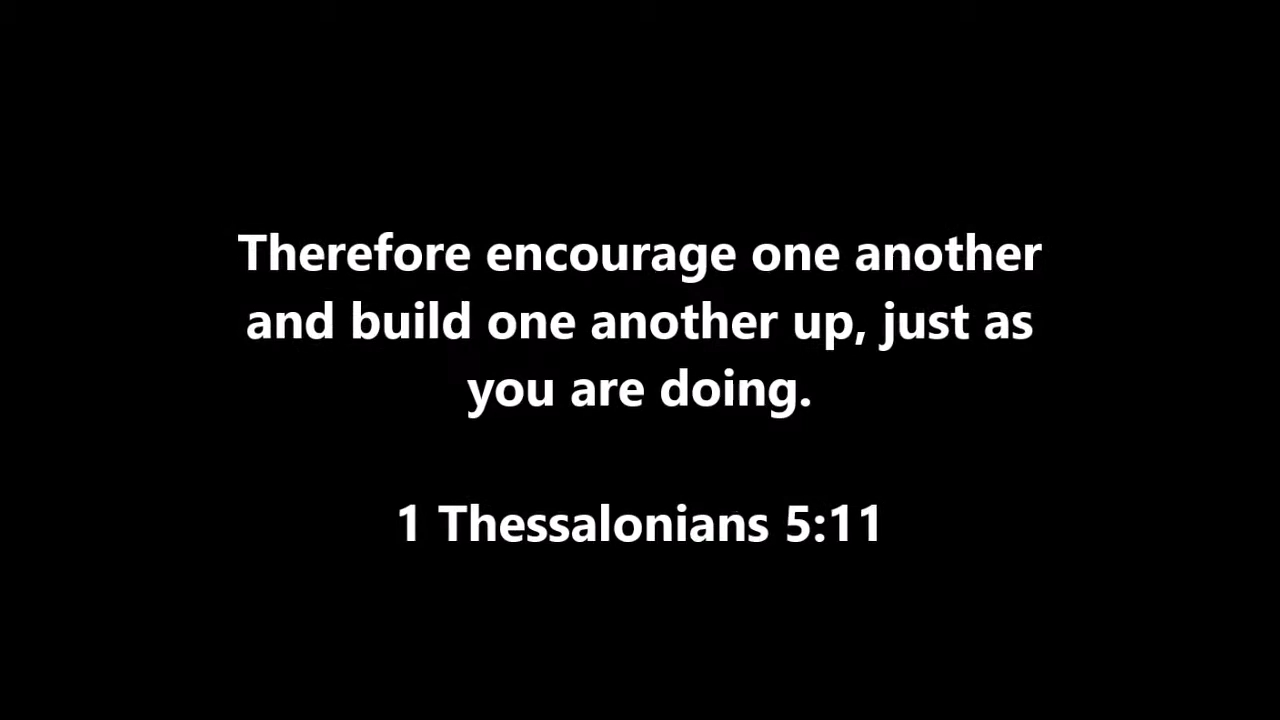 Therefore encourage one another
and build one another up, just as
you are doing.
1 Thessalonians 5:11